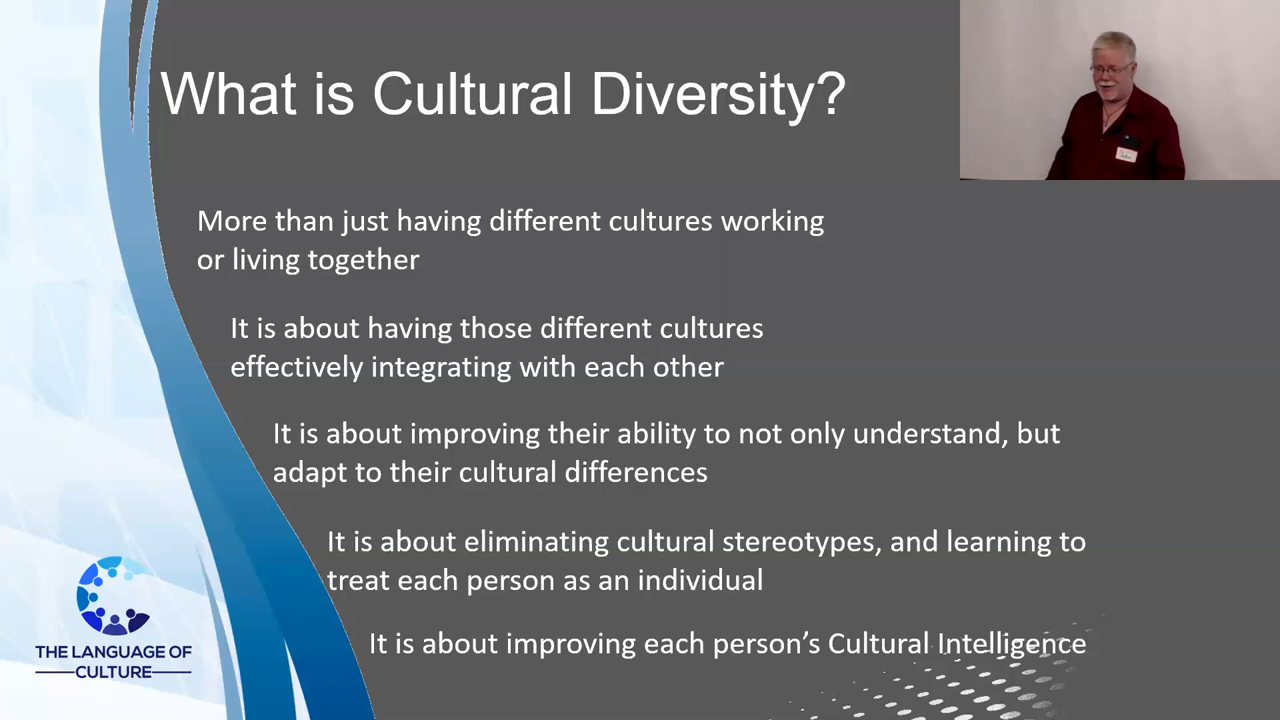 What is Cultural Diversity?
More than just having different cultures working
or living together
It is about having those different cultures
effectively integrating with each other
It is about improving their ability to not only understand, but
adapt to their cultural differences
It is about eliminating cultural stereotypes, and learning to
treat each person as an individual
It is about improving each person’s Cultural Intelligence
THE LANGUAGE OF
CULTURE